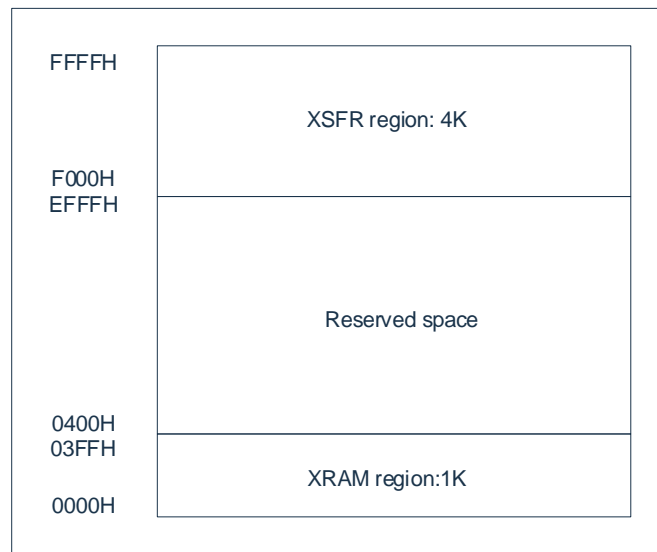 FFFFH
XSFR region: 4K
F000H
EFFFH
Reserved space
0400H
03FFH
XRAM region:1K
0000H